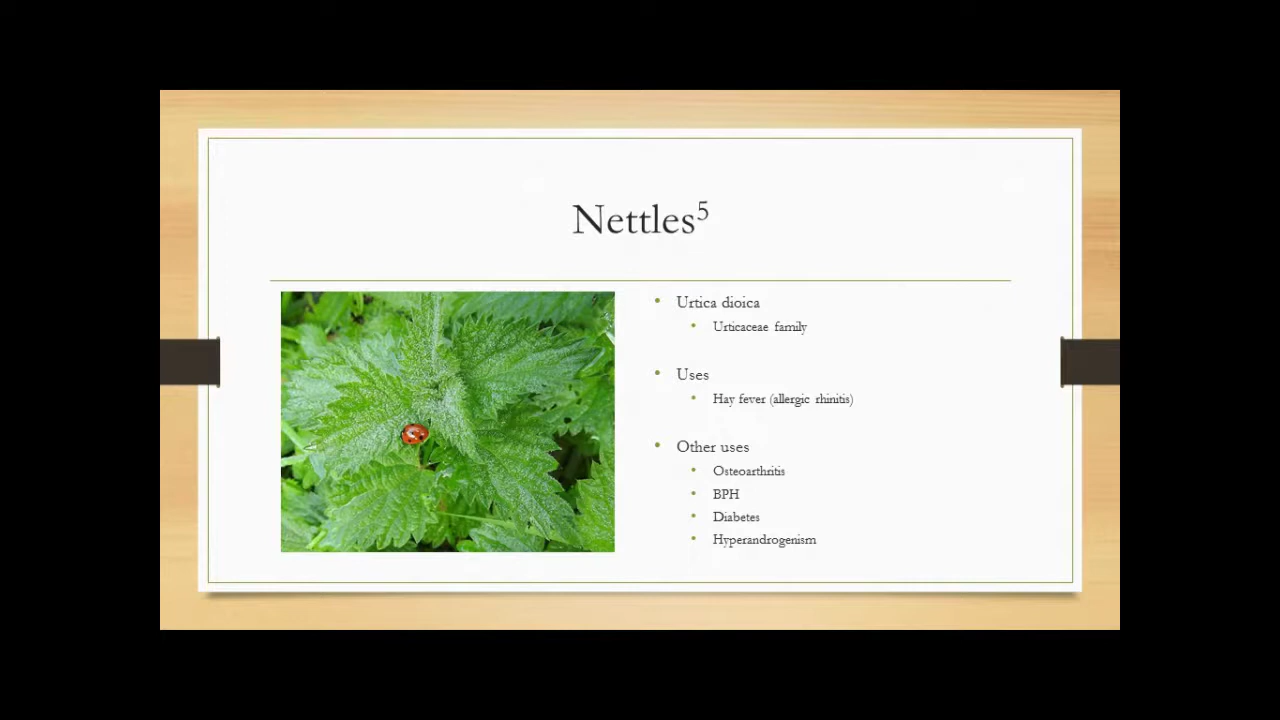 Nettles⁵
• Urtica dioica
• Urticaceae family
• Uses
• Hay fever (allergic rhinitis)
• Other uses
• Osteoarthritis
• BPH
• Diabetes
• Hyperandrogenism